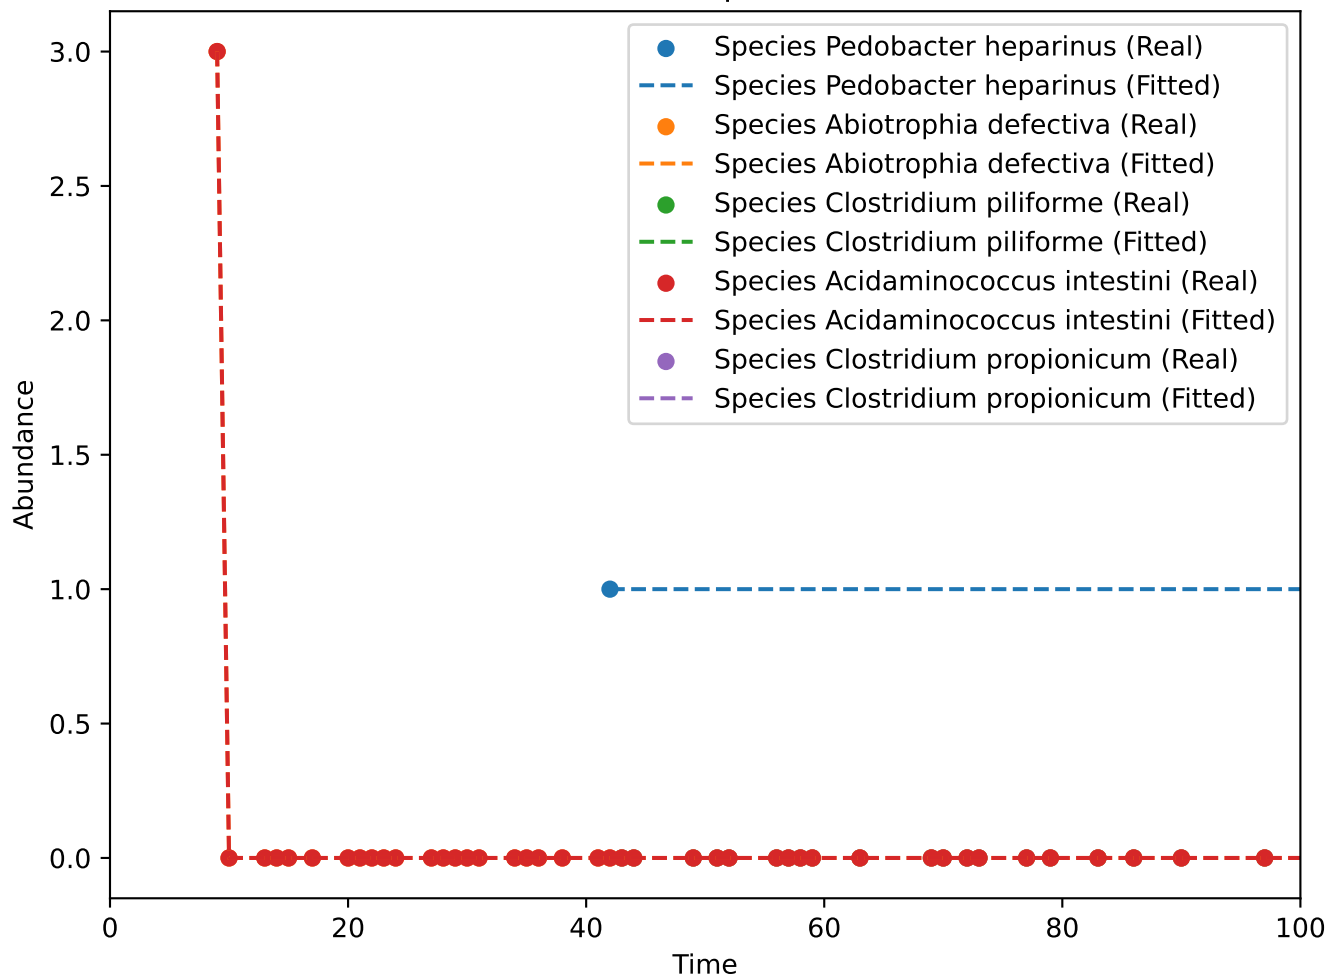 3.0
2.5
2.0
1.5
1.0
0.5
0.0
Abundance
0 20 40 60 80 100
Time
Species Pedobacter heparinus (Real)
Species Pedobacter heparinus (Fitted)
Species Abiotrophia defectiva (Real)
Species Abiotrophia defectiva (Fitted)
Species Clostridium piliforme (Real)
Species Clostridium piliforme (Fitted)
Species Acidaminococcus intestini (Real)
Species Acidaminococcus intestini (Fitted)
Species Clostridium propionicum (Real)
Species Clostridium propionicum (Fitted)